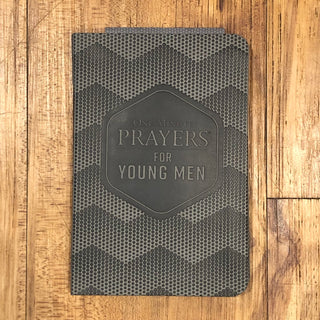 ONE-MINUTE
PRAYERS®
FOR
YOUNG MEN